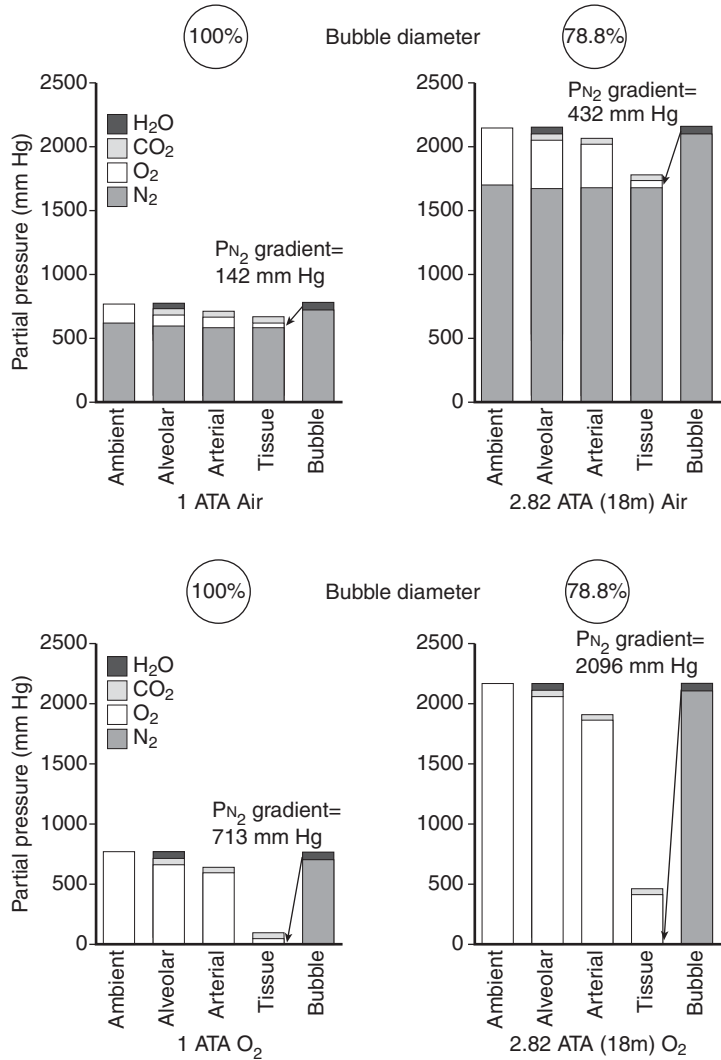 100% Bubble diameter 78.8%
2500
2000
1500
1000
500
0
Partial pressure (mm Hg)
H₂O
CO₂
O₂
N₂
PN₂ gradient=
142 mm Hg
Ambient
Alveolar
Arterial
Tissue
Bubble
1 ATA Air
2500
2000
1500
1000
500
0
PN₂ gradient=
432 mm Hg
Ambient
Alveolar
Arterial
Tissue
Bubble
2.82 ATA (18m) Air
100% Bubble diameter 78.8%
2500
2000
1500
1000
500
0
Partial pressure (mm Hg)
H₂O
CO₂
O₂
N₂
PN₂ gradient=
713 mm Hg
Ambient
Alveolar
Arterial
Tissue
Bubble
1 ATA O₂
2500
2000
1500
1000
500
0
PN₂ gradient=
2096 mm Hg
Ambient
Alveolar
Arterial
Tissue
Bubble
2.82 ATA (18m) O₂